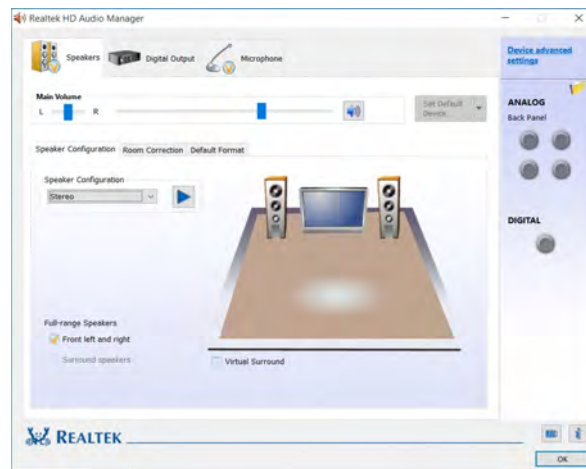 Realtek HD Audio Manager
Speakers
Digital Output
Microphone
Device advanced
settings
Main Volume
L
R
Set Default
Device
ANALOG
Back Panel
Speaker Configuration
Room Correction
Default Format
Speaker Configuration
Stereo
DIGITAL
Full-range Speakers
Front left and right
Surround speakers
Virtual Surround
REALTEK
i
OK